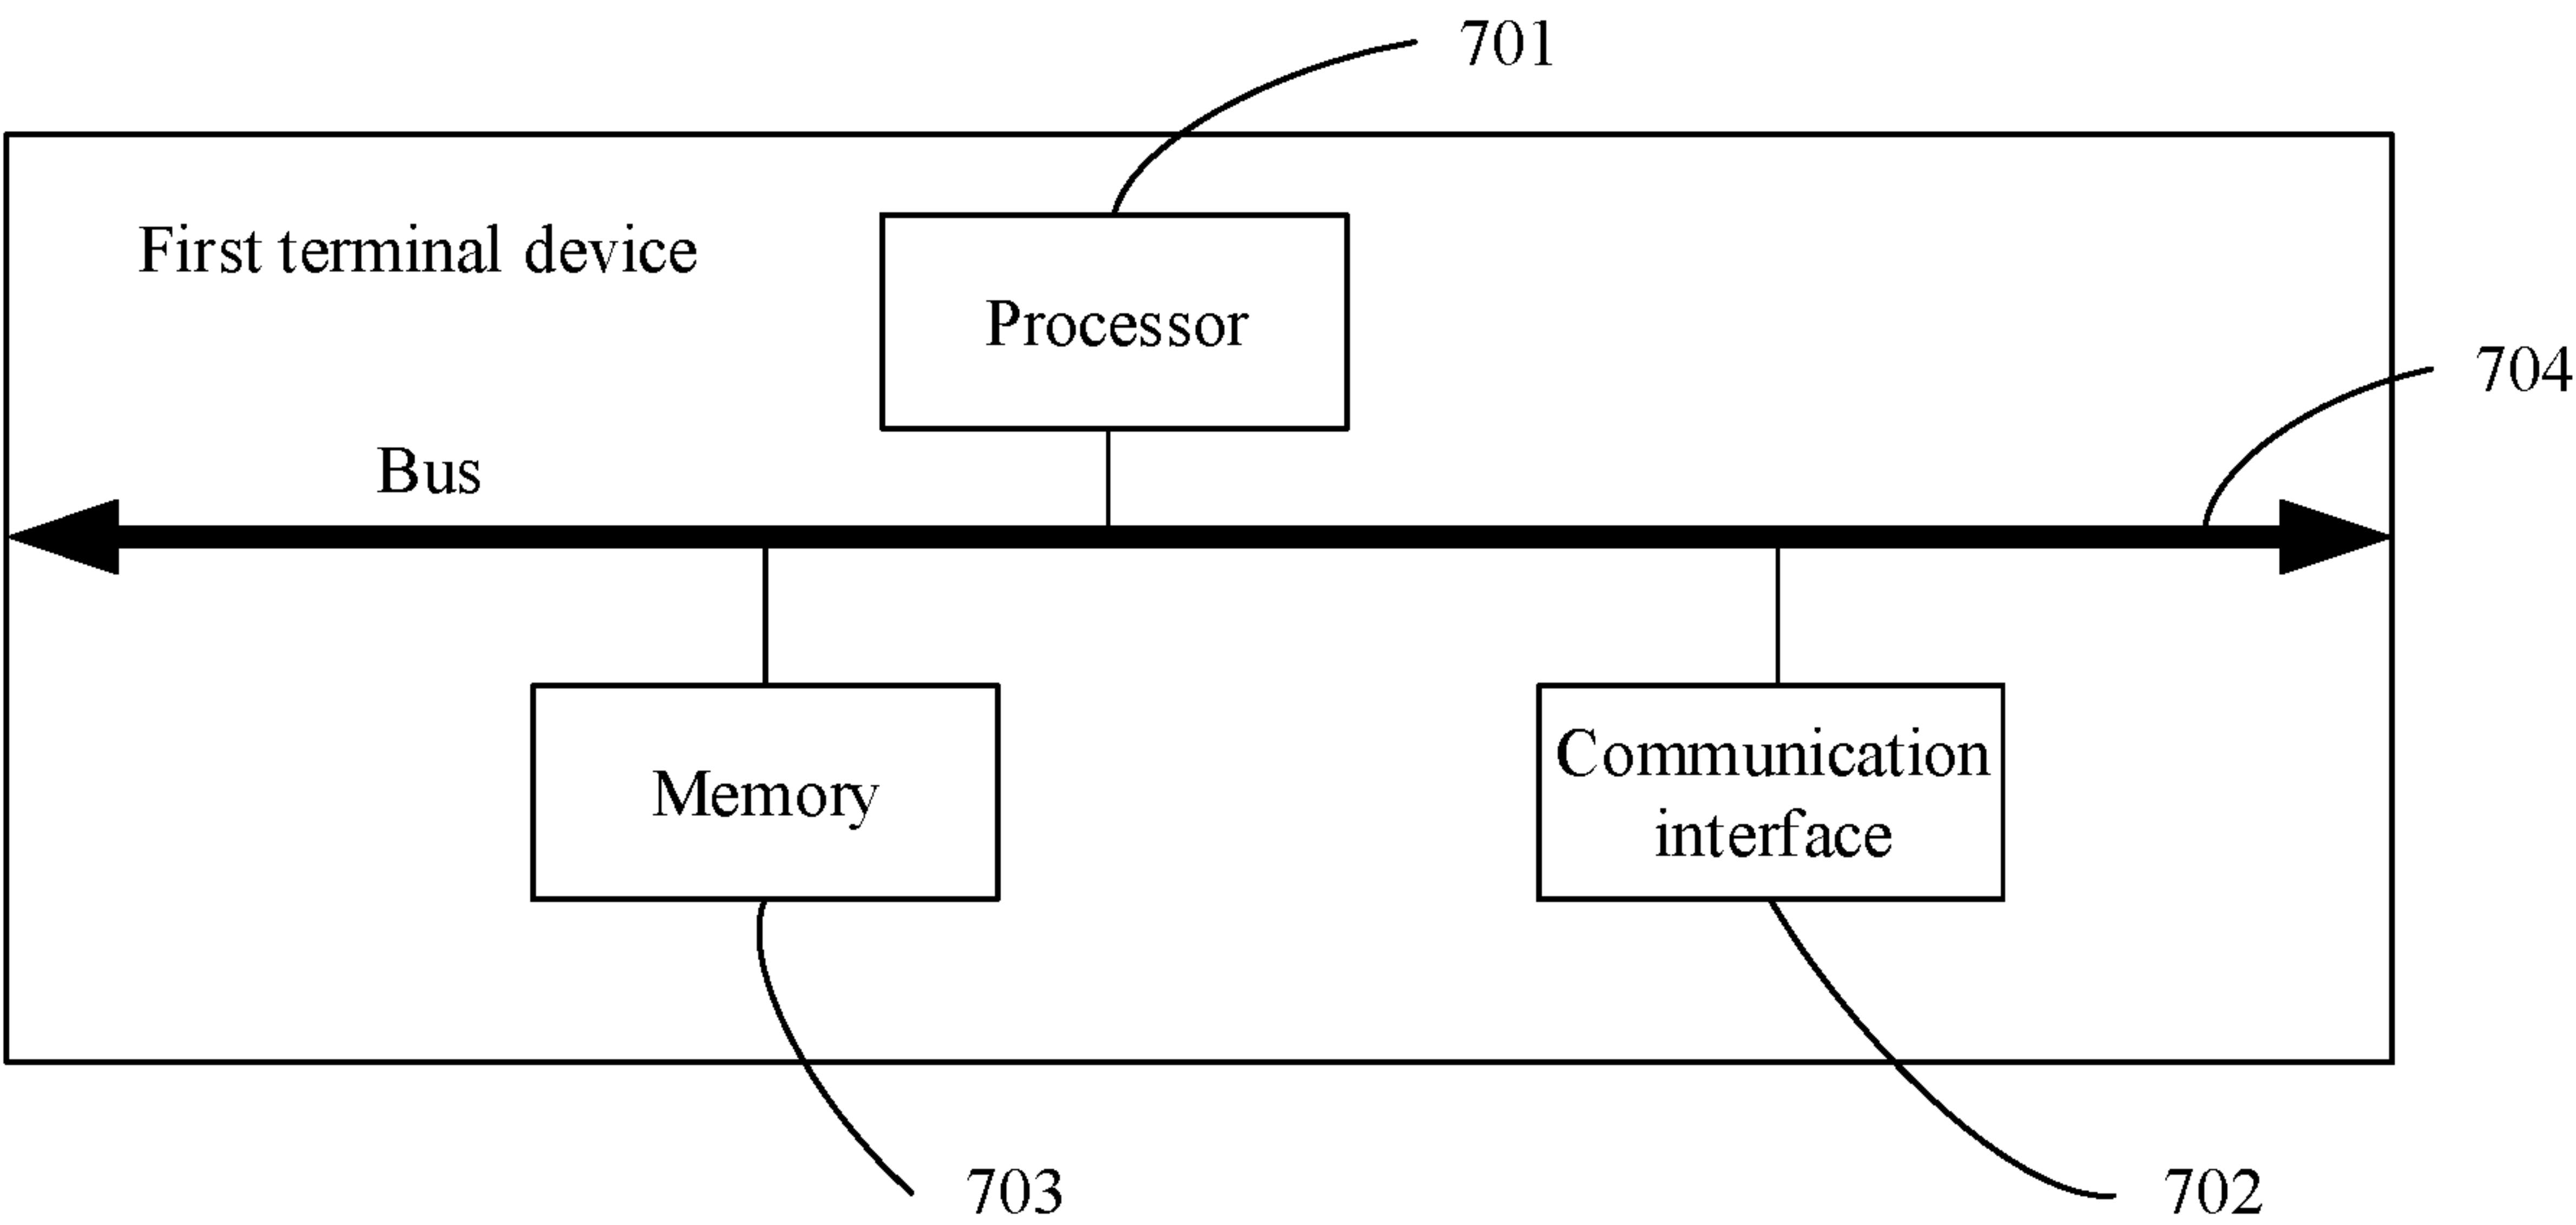 701
First terminal device
Processor
704
Bus
Memory
Communication
interface
703
702